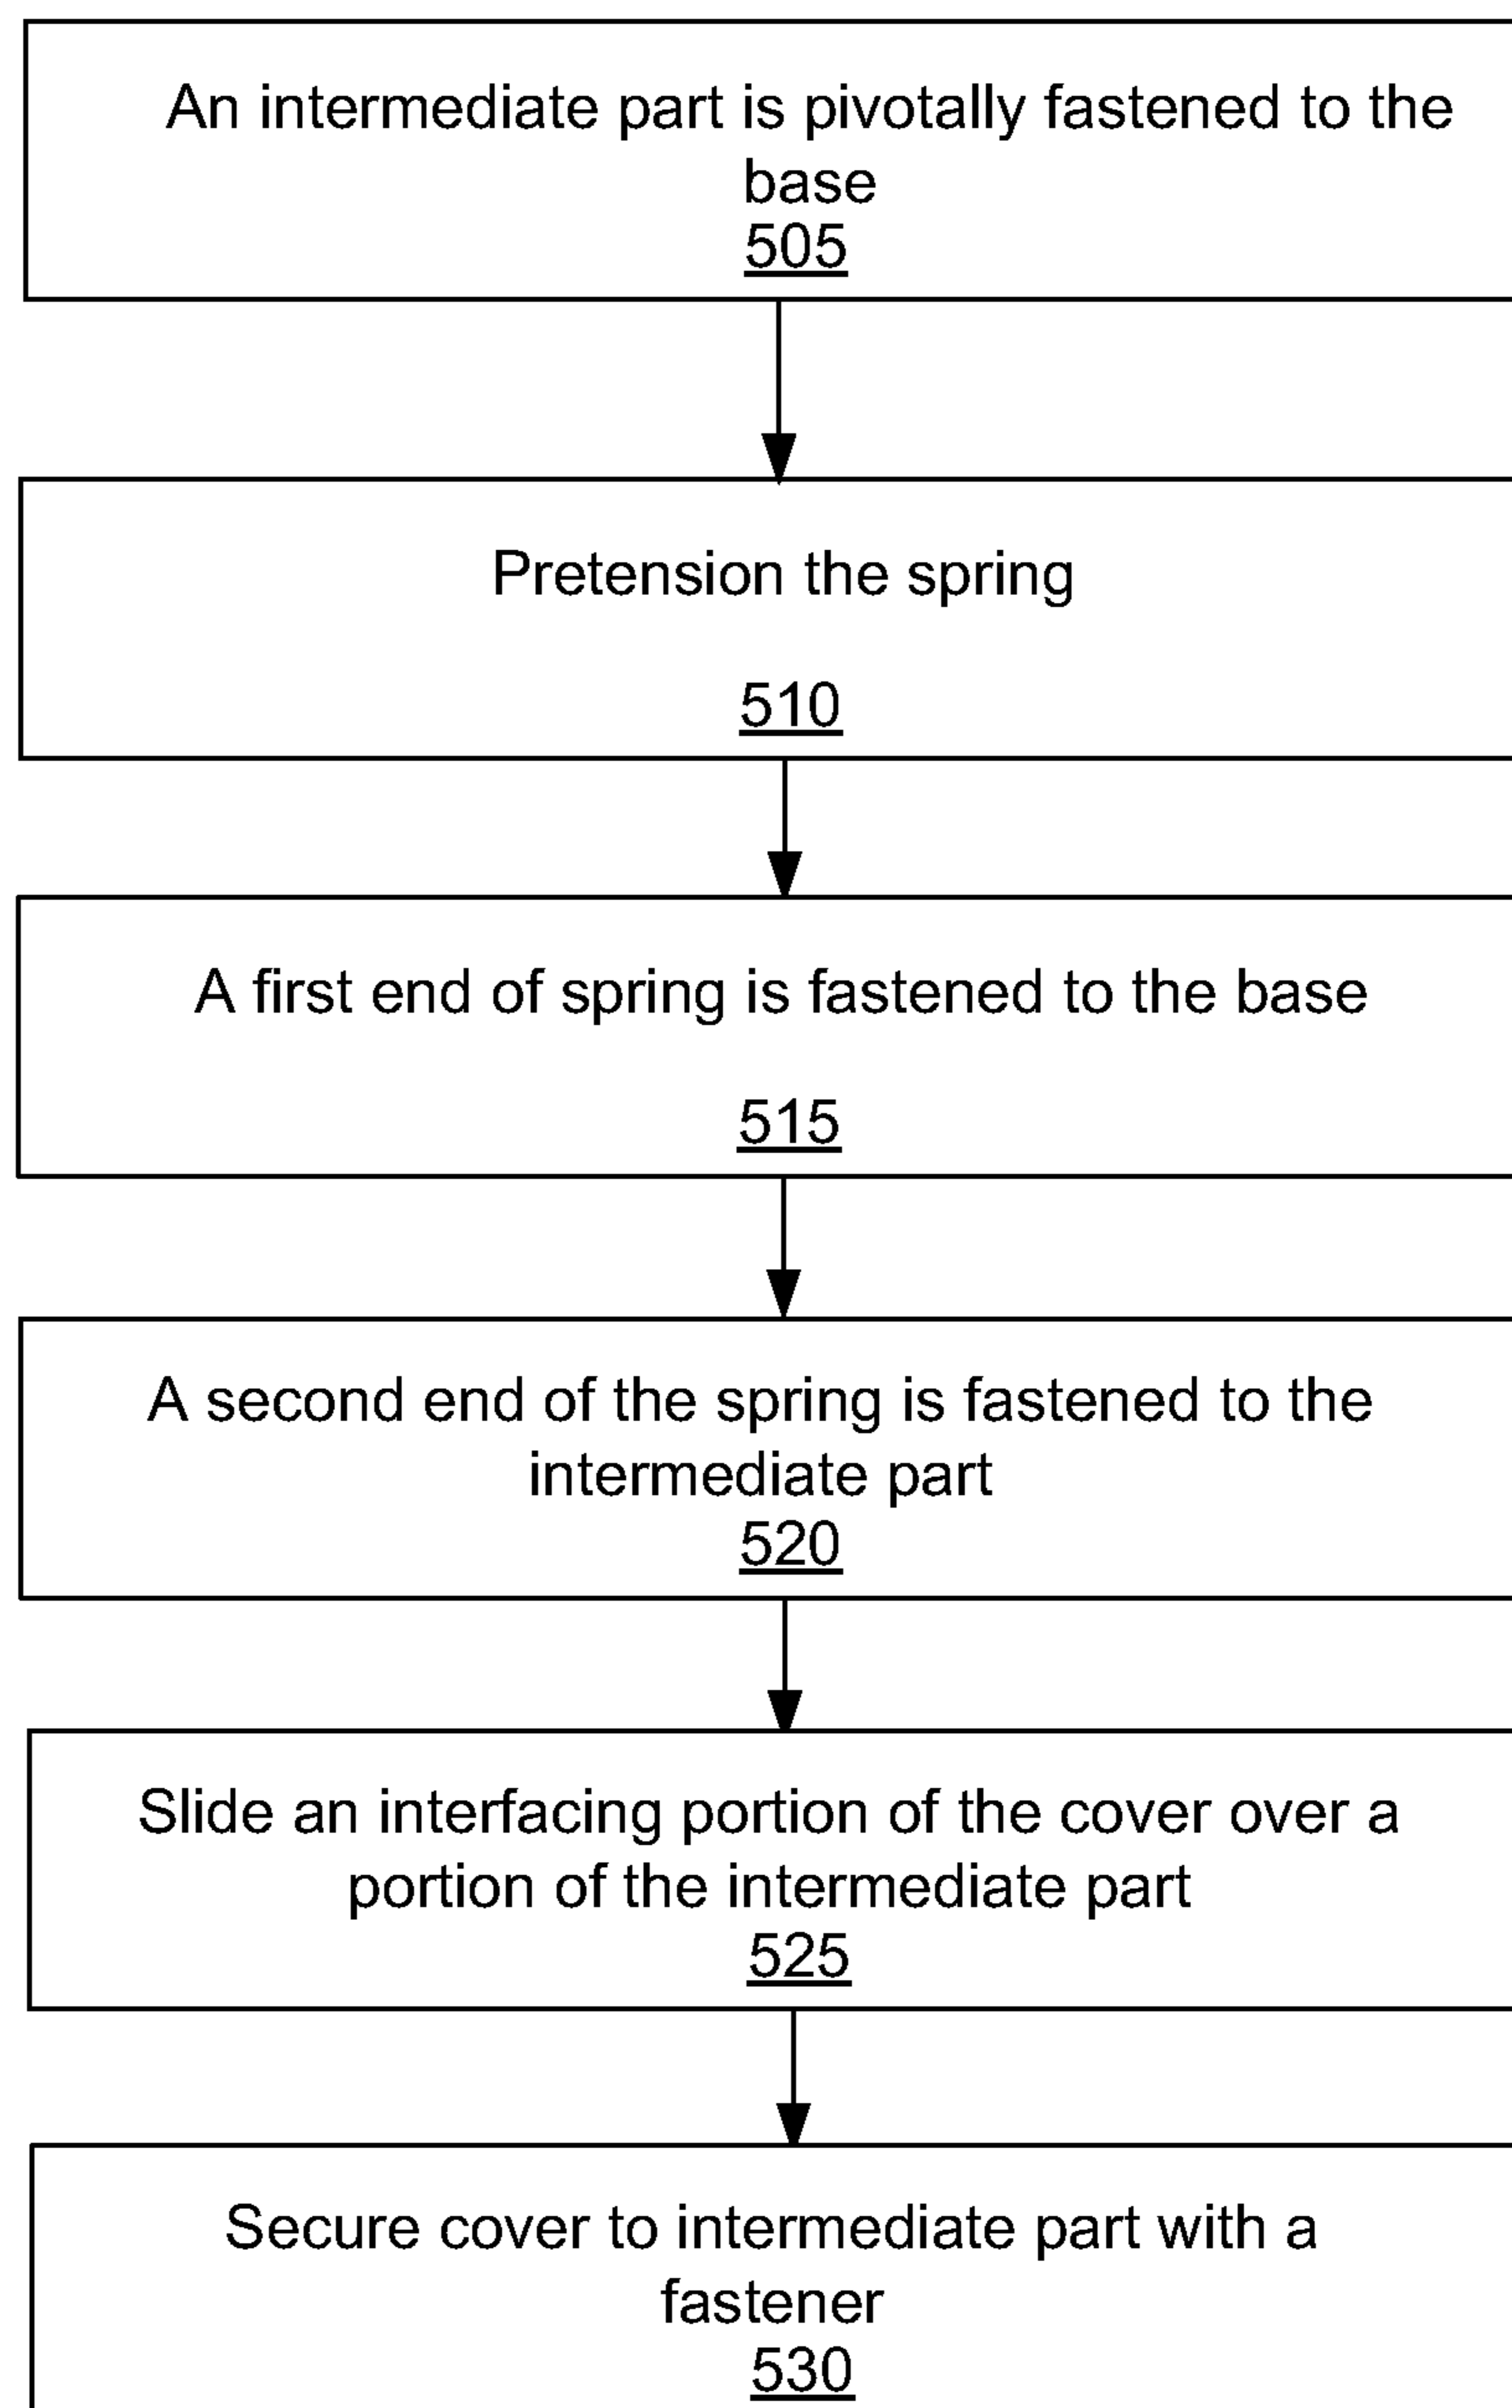 An intermediate part is pivotally fastened to the
base
505
Pretension the spring
510
A first end of spring is fastened to the base
515
A second end of the spring is fastened to the
intermediate part
520
Slide an interfacing portion of the cover over a
portion of the intermediate part
525
Secure cover to intermediate part with a
fastener
530